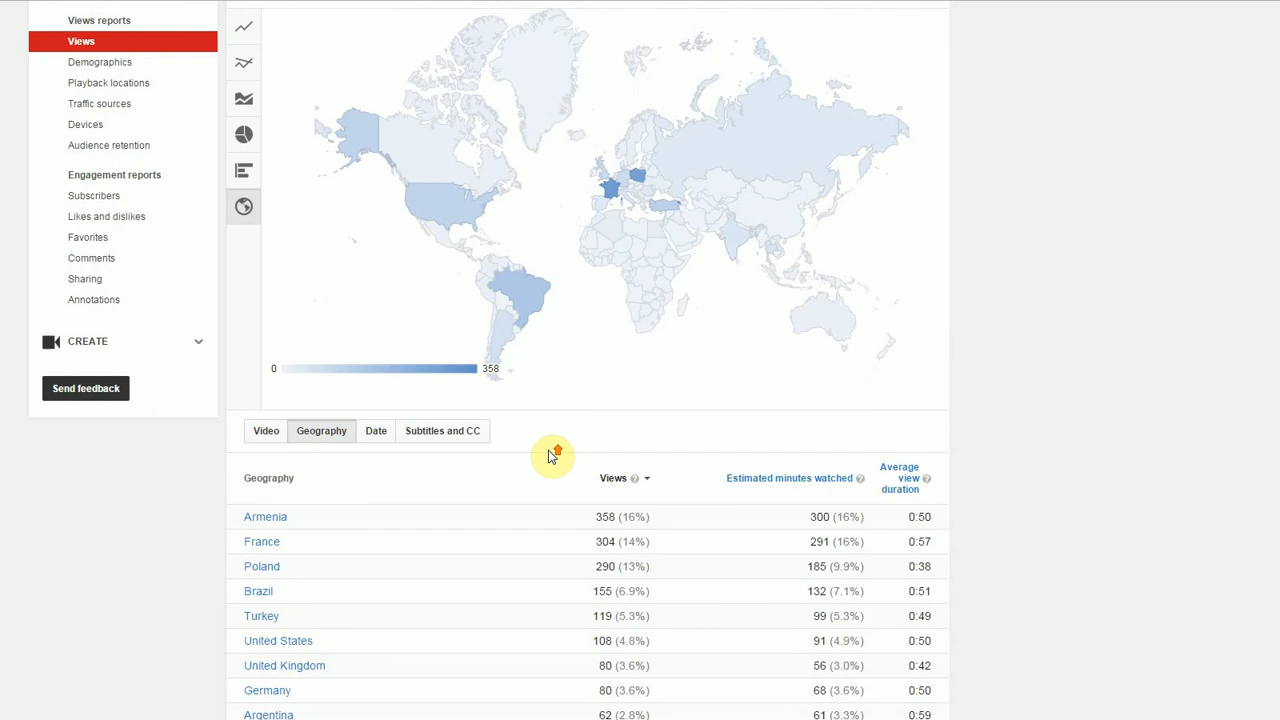 Views reports
Views
Demographics
Playback locations
Traffic sources
Devices
Audience retention
Engagement reports
Subscribers
Likes and dislikes
Favorites
Comments
Sharing
Annotations
CREATE
Send feedback
0 358
Video Geography Date Subtitles and CC
Geography Views ? Estimated minutes watched ? Average view duration ?
Armenia 358 (16%) 300 (16%) 0:50
France 304 (14%) 291 (16%) 0:57
Poland 290 (13%) 185 (9.9%) 0:38
Brazil 155 (6.9%) 132 (7.1%) 0:51
Turkey 119 (5.3%) 99 (5.3%) 0:49
United States 108 (4.8%) 91 (4.9%) 0:50
United Kingdom 80 (3.6%) 56 (3.0%) 0:42
Germany 80 (3.6%) 68 (3.6%) 0:50
Argentina 62 (2.8%) 61 (3.3%) 0:59